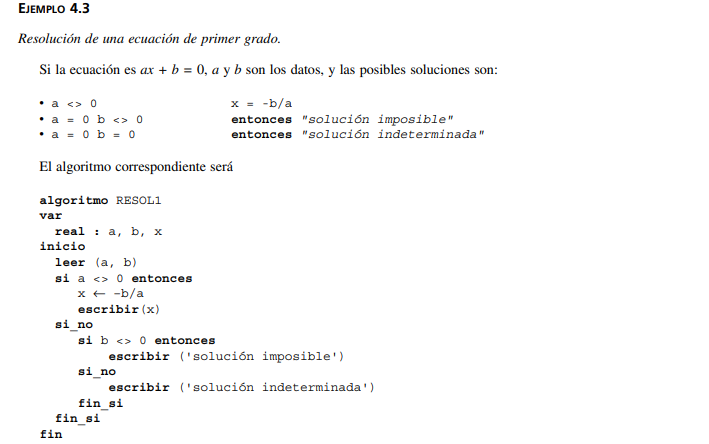 EJEMPLO 4.3
Resolución de una ecuación de primer grado.
Si la ecuación es ax + b = 0, a y b son los datos, y las posibles soluciones son:
• a <> 0 x = -b/a
• a = 0 b <> 0 entonces "solución imposible"
• a = 0 b = 0 entonces "solución indeterminada"
El algoritmo correspondiente será
algoritmo RESOL1
var
real : a, b, x
inicio
leer (a, b)
si a <> 0 entonces
x ← -b/a
escribir(x)
si_no
si b <> 0 entonces
escribir ('solución imposible')
si_no
escribir ('solución indeterminada')
fin_si
fin_si
fin